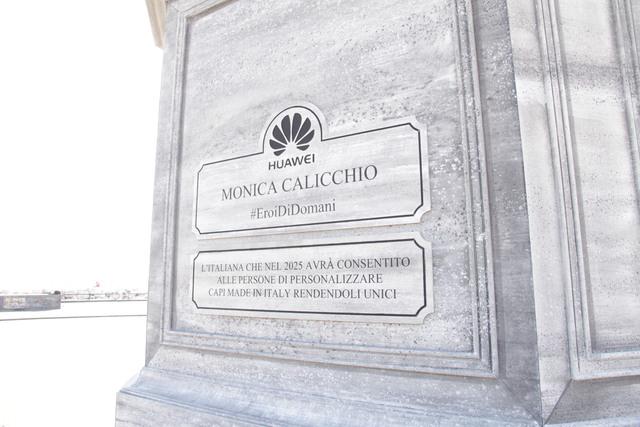 HUAWEI
MONICA CALICCHIO
#EroiDiDomani
L'ITALIANA CHE NEL 2025 AVRÀ CONSENTITO
ALLE PERSONE DI PERSONALIZZARE
CAPI MADE IN ITALY RENDENDOLI UNICI